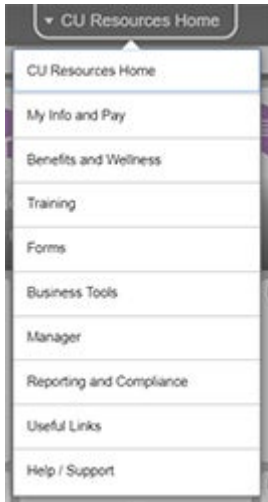 ▾ CU Resources Home
CU Resources Home
My Info and Pay
Benefits and Wellness
Training
Forms
Business Tools
Manager
Reporting and Compliance
Useful Links
Help / Support